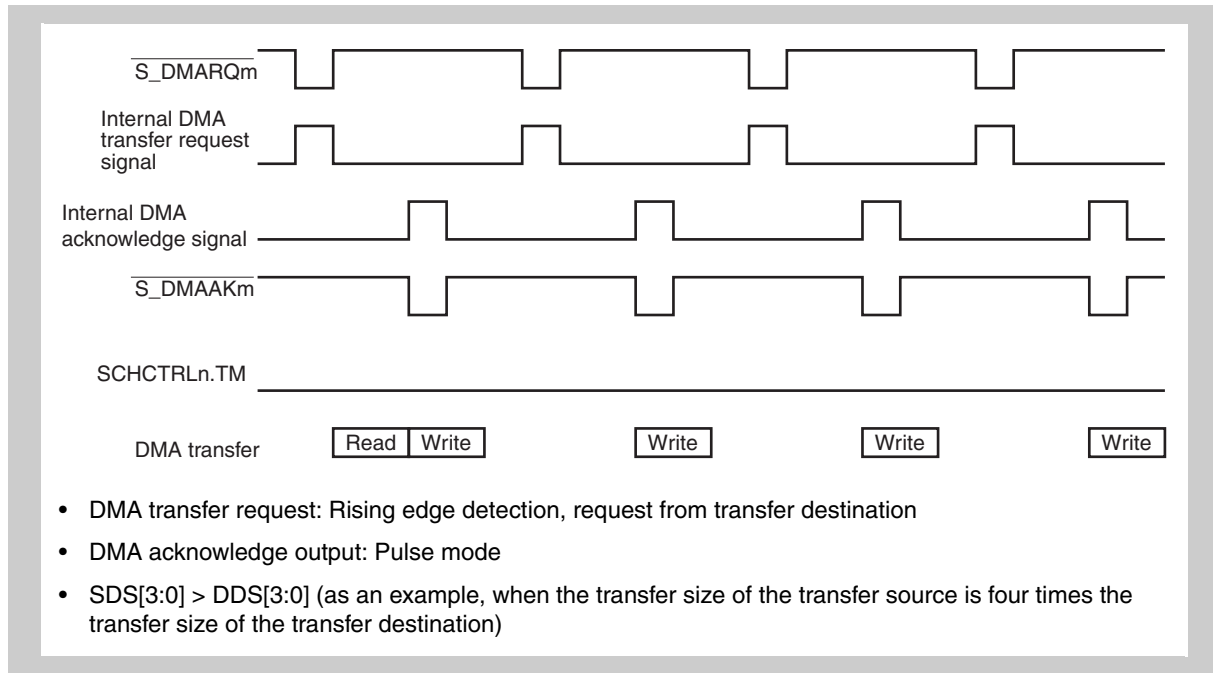 S_DMARQm
Internal DMA
transfer request
signal
Internal DMA
acknowledge signal
S_DMAAKm
SCHCTRLn.TM
DMA transfer
Read Write Write Write Write
• DMA transfer request: Rising edge detection, request from transfer destination
• DMA acknowledge output: Pulse mode
• SDS[3:0] > DDS[3:0] (as an example, when the transfer size of the transfer source is four times the
transfer size of the transfer destination)